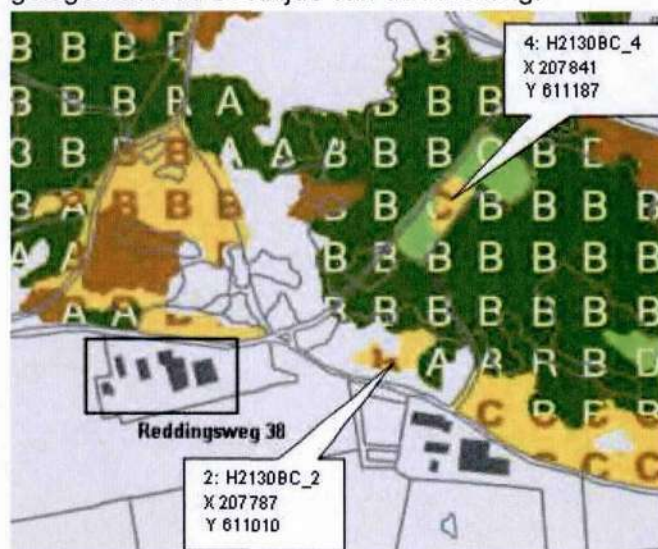 4: H2130BC_4
X 207841
Y 611187
B B B B B
B B B B A B B B
B B B B A A A B B B C B
B A B B B B B C B B B B
A A B B B B B B B
A A B B B B B B
A A B B
C B B B
C C C
Reddingsweg 38
2: H2130BC_2
X 207787
Y 611010